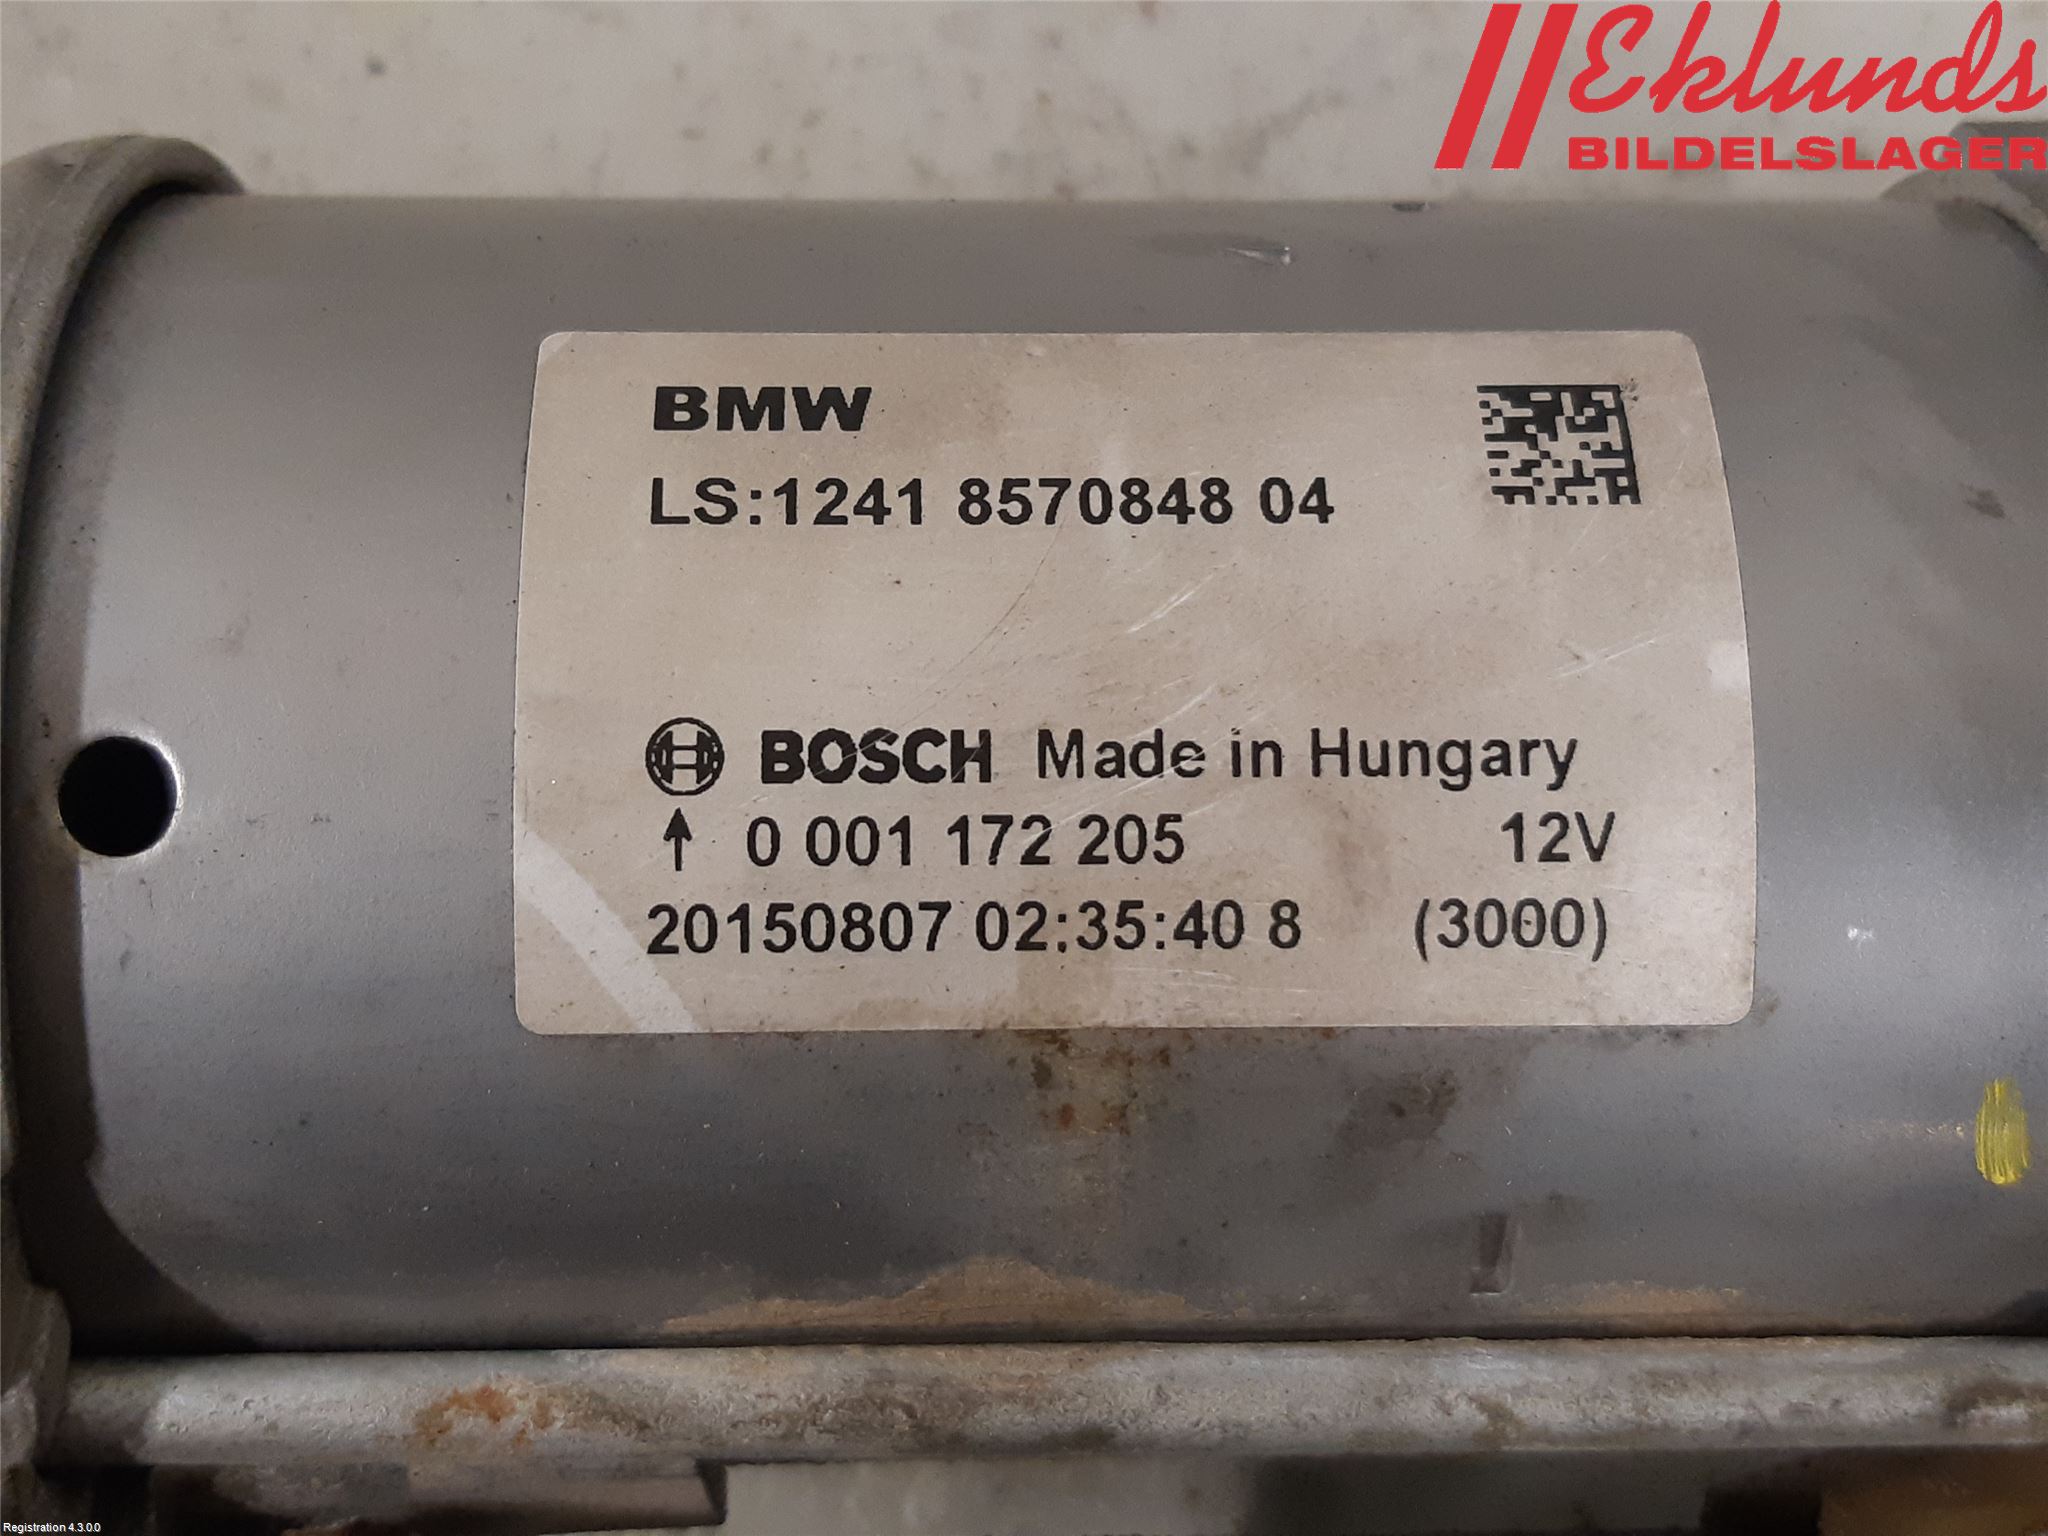 Eklunds
BILDELSLAGER
BMW
LS:1241 8570848 04
BOSCH Made in Hungary
↑ 0 001 172 205 12V
20150807 02:35:40 8 (3000)
Registration 4.3.0.0